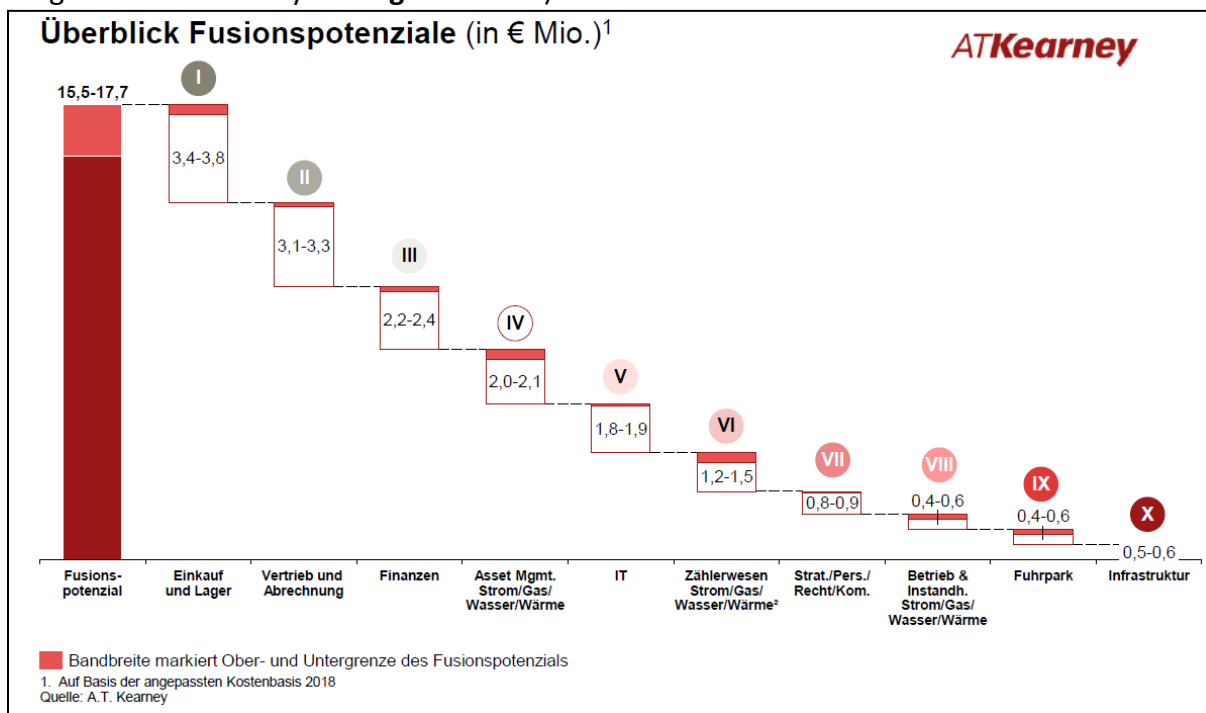 Überblick Fusionspotenziale (in € Mio.)¹
ATKearney
15,5-17,7
I
3,4-3,8
II
3,1-3,3
III
2,2-2,4
IV
2,0-2,1
V
1,8-1,9
VI
1,2-1,5
VII
0,8-0,9
VIII
0,4-0,6
IX
0,4-0,6
X
0,5-0,6
Fusions-
potenzial
Einkauf
und Lager
Vertrieb und
Abrechnung
Finanzen
Asset Mgmt.
Strom/Gas/
Wasser/Wärme
IT
Zählerwesen
Strom/Gas/
Wasser/Wärme²
Strat./Pers./
Recht/Kom.
Betrieb &
Instandh.
Strom/Gas/
Wasser/Wärme
Fuhrpark
Infrastruktur
Bandbreite markiert Ober- und Untergrenze des Fusionspotenzials
1. Auf Basis der angepassten Kostenbasis 2018
Quelle: A.T. Kearney